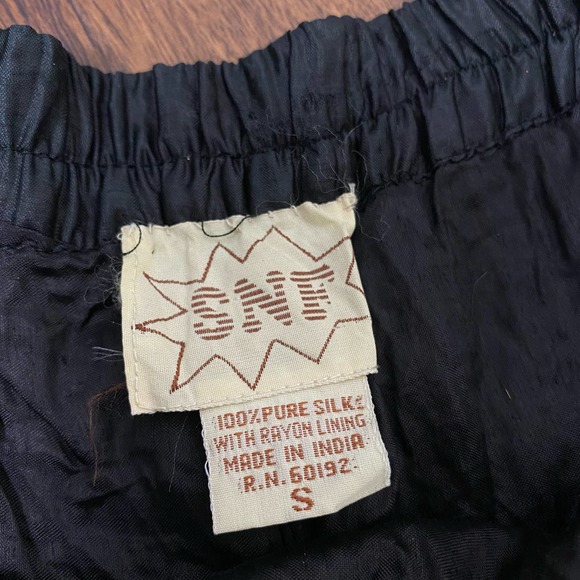 SNF
100% PURE SILK
WITH RAYON LINING
MADE IN INDIA
R.N. 60192
S